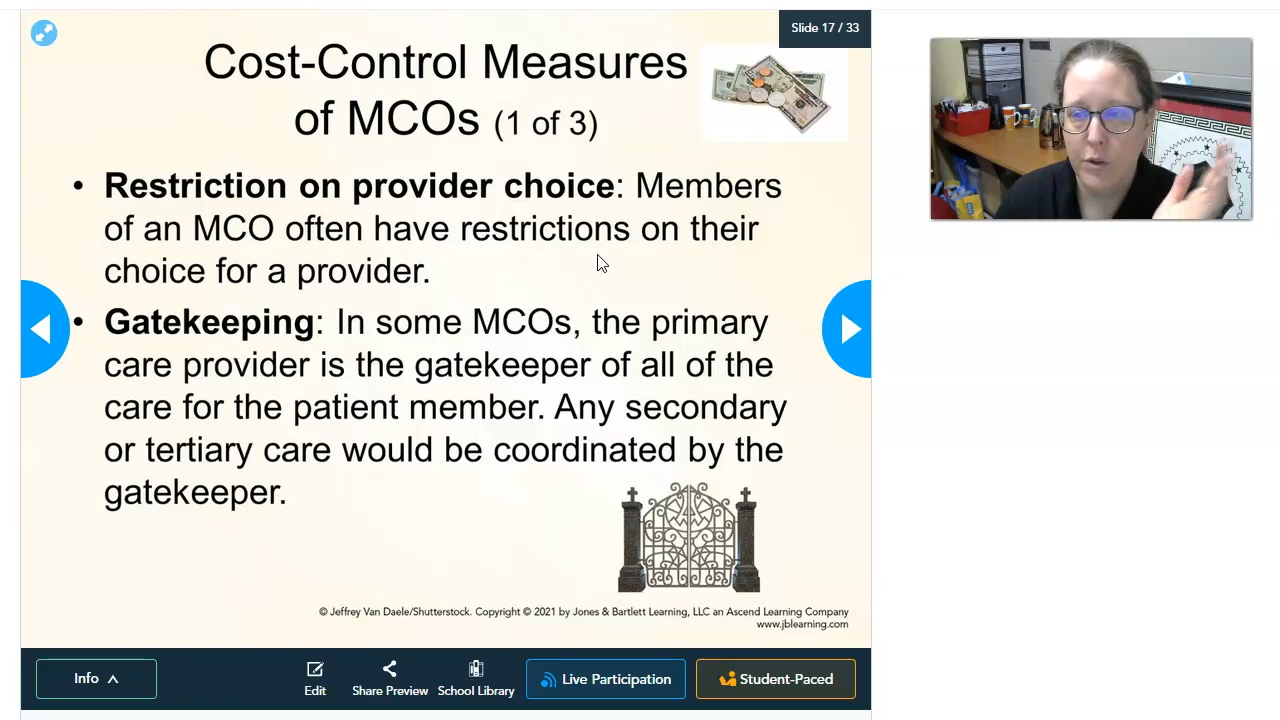 Slide 17 / 33
Cost-Control Measures
of MCOs (1 of 3)
• Restriction on provider choice: Members
of an MCO often have restrictions on their
choice for a provider.
• Gatekeeping: In some MCOs, the primary
care provider is the gatekeeper of all of the
care for the patient member. Any secondary
or tertiary care would be coordinated by the
gatekeeper.
© Jeffrey Van Daele/Shutterstock. Copyright © 2021 by Jones & Bartlett Learning, LLC an Ascend Learning Company
www.jblearning.com
Info
Edit
Share Preview
School Library
Live Participation
Student-Paced